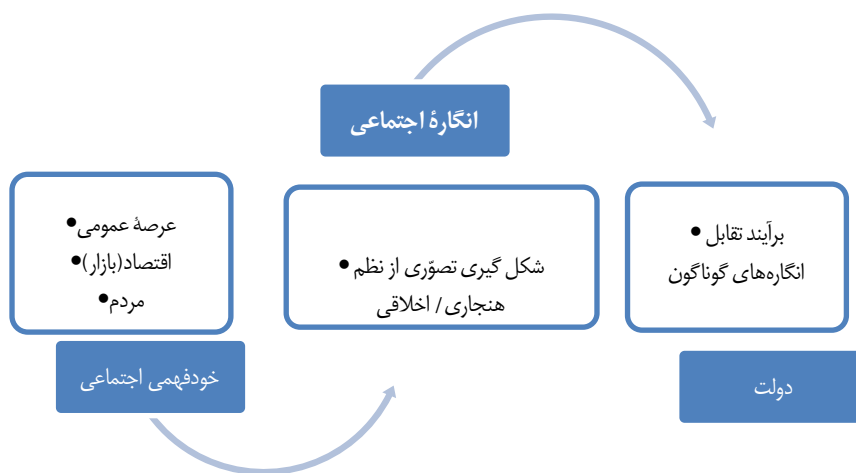 انگارهٔ اجتماعی
عرصهٔ عمومی
اقتصاد(بازار)
مردم
خودفهمی اجتماعی
شکل گیری تصوّری از نظم
هنجاری/ اخلاقی
برآیند تقابل
انگاره‌های گوناگون
دولت